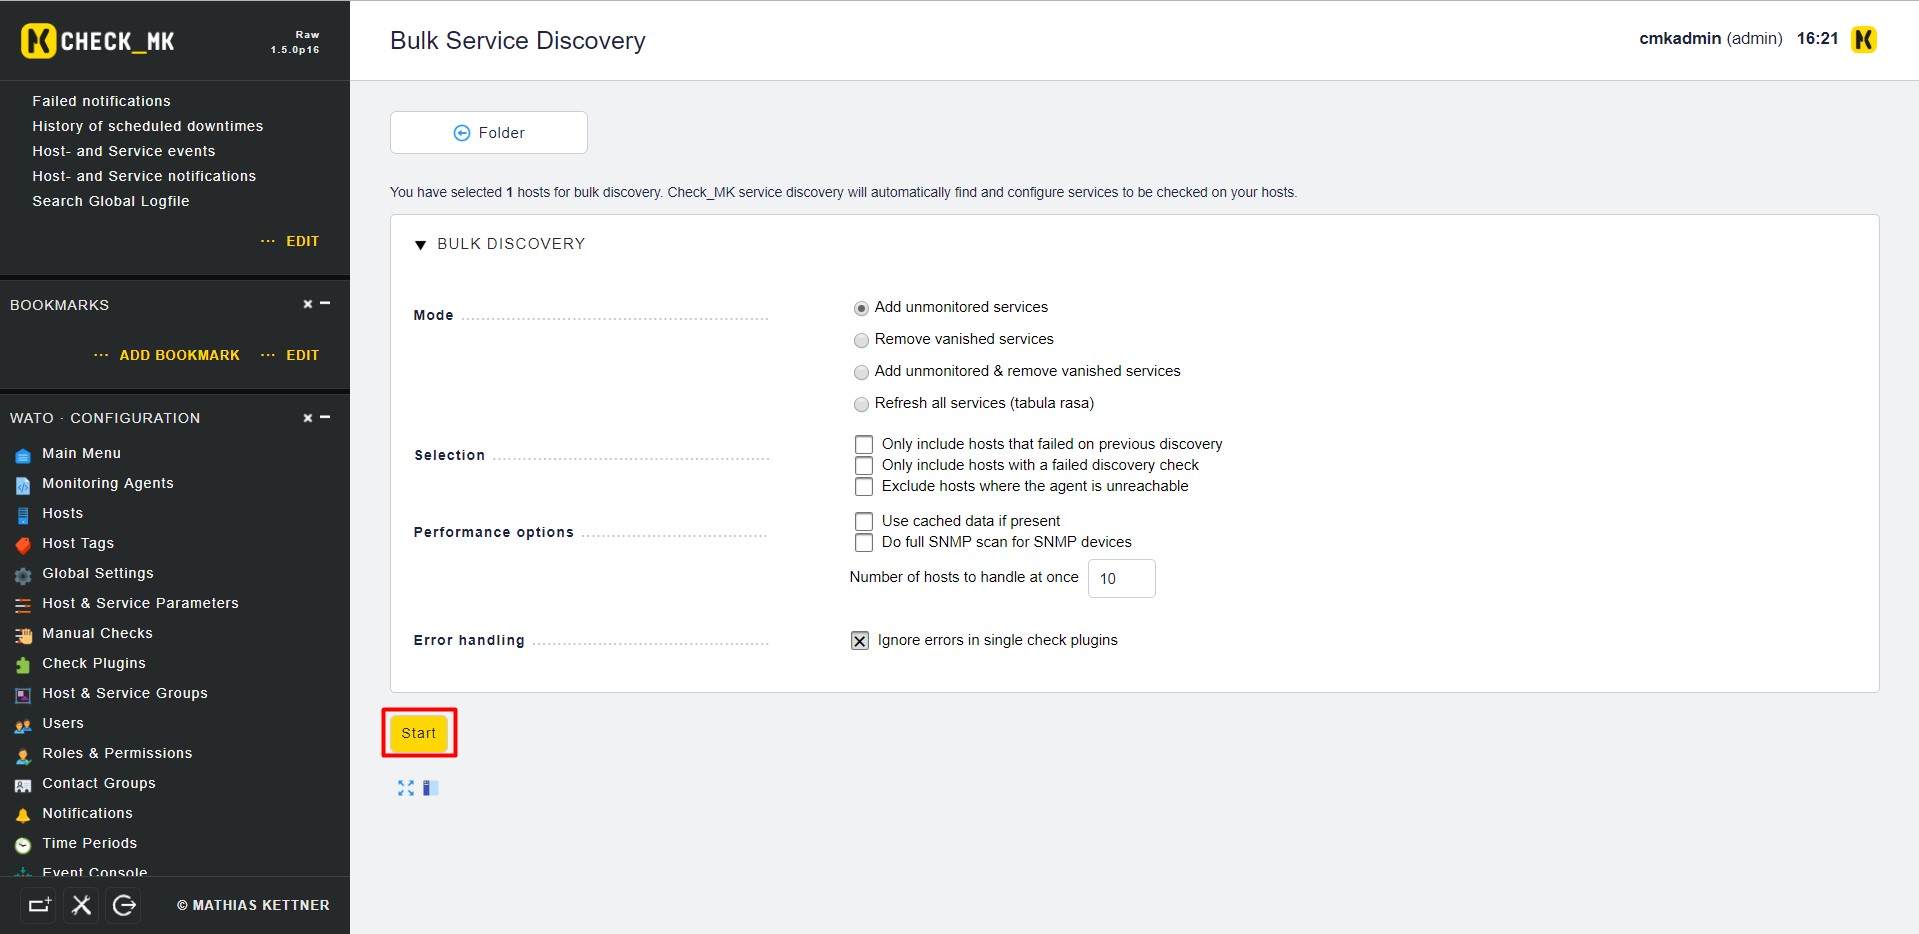 CHECK_MK
Raw
1.5.0p16
Failed notifications
History of scheduled downtimes
Host- and Service events
Host- and Service notifications
Search Global Logfile
··· EDIT
BOOKMARKS
··· ADD BOOKMARK ··· EDIT
WATO · CONFIGURATION
Main Menu
Monitoring Agents
Hosts
Host Tags
Global Settings
Host & Service Parameters
Manual Checks
Check Plugins
Host & Service Groups
Users
Roles & Permissions
Contact Groups
Notifications
Time Periods
Event Console
© MATHIAS KETTNER
Bulk Service Discovery
cmkadmin (admin) 16:21
Folder
You have selected 1 hosts for bulk discovery. Check_MK service discovery will automatically find and configure services to be checked on your hosts.
BULK DISCOVERY
Mode
Add unmonitored services
Remove vanished services
Add unmonitored & remove vanished services
Refresh all services (tabula rasa)
Selection
Only include hosts that failed on previous discovery
Only include hosts with a failed discovery check
Exclude hosts where the agent is unreachable
Performance options
Use cached data if present
Do full SNMP scan for SNMP devices
Number of hosts to handle at once 10
Error handling
Ignore errors in single check plugins
Start